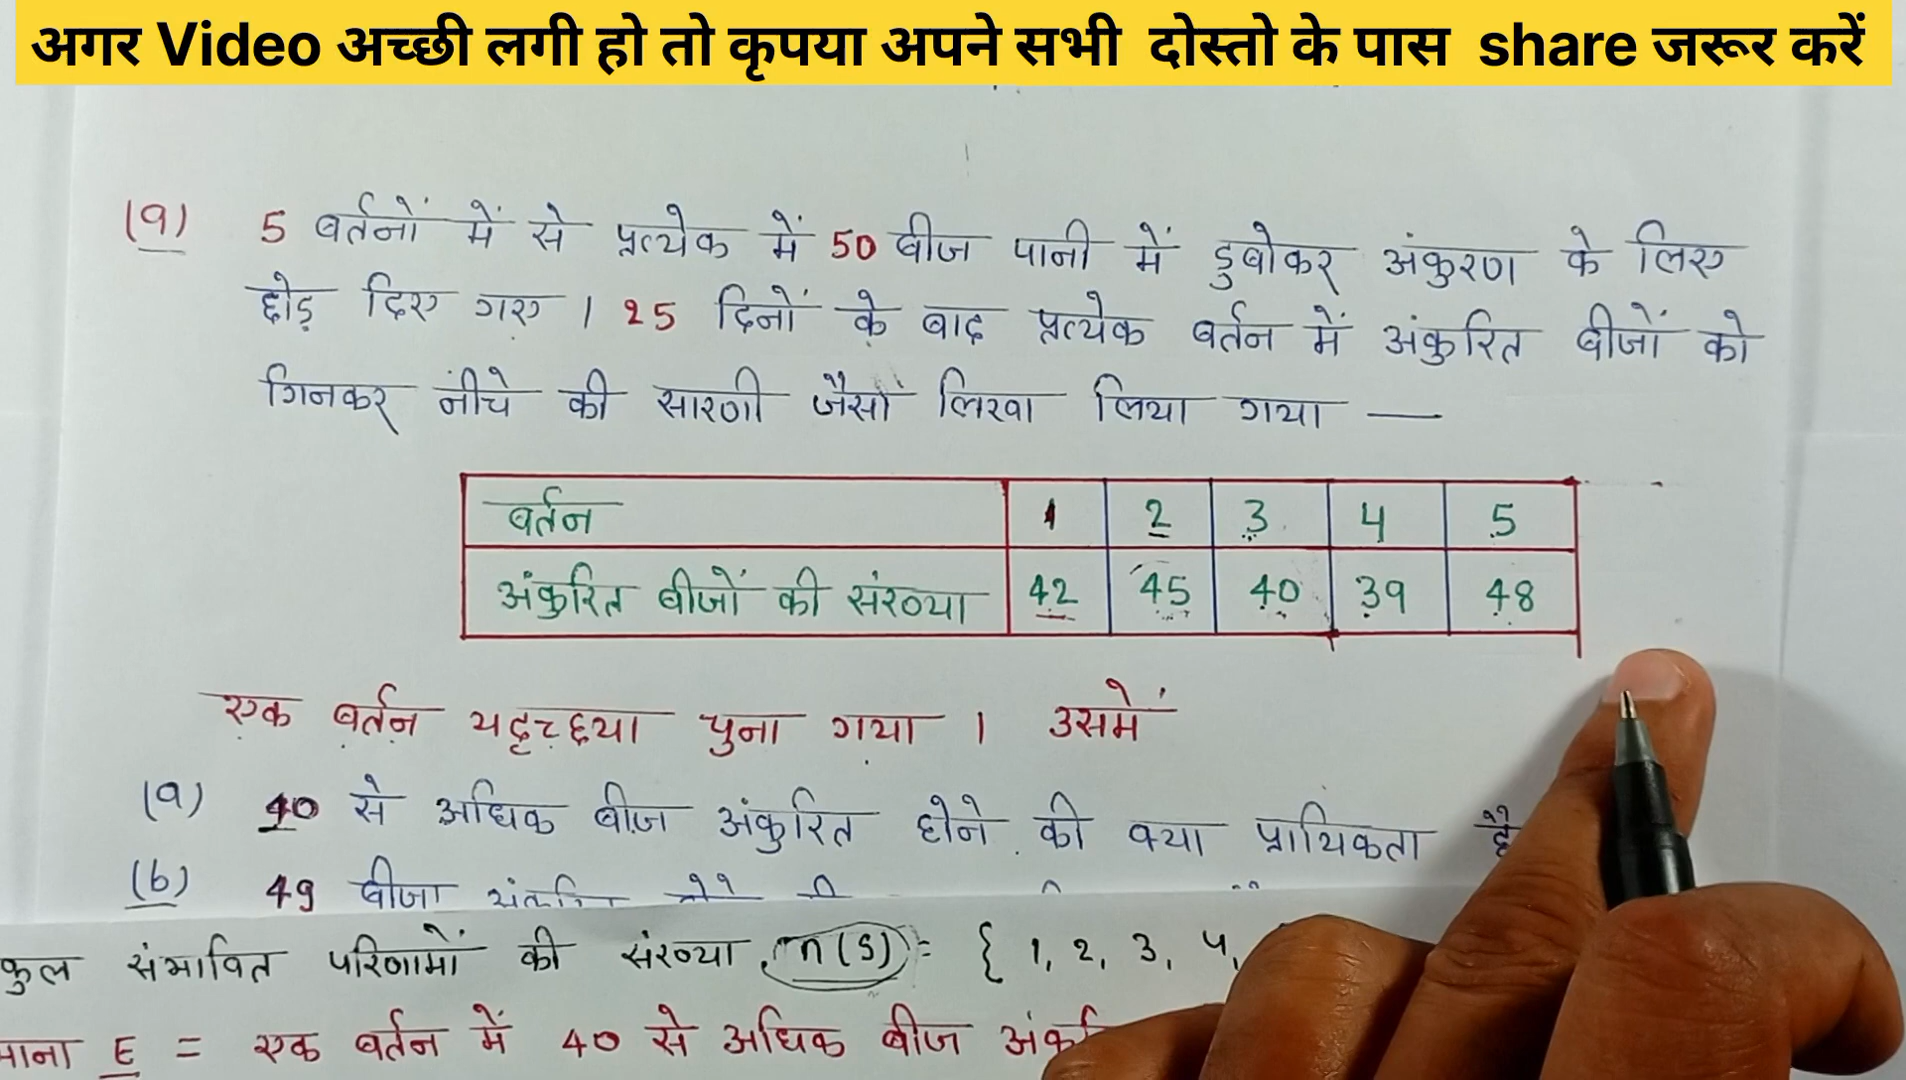 अगर Video अच्छी लगी हो तो कृपया अपने सभी दोस्तो के पास share जरूर करें
(9) 5 बर्तनों में से प्रत्येक में 50 बीज पानी में डुबोकर अंकुरण के लिए
छोड़ दिए गए । 25 दिनों के बाद प्रत्येक बर्तन में अंकुरित बीजों को
गिनकर नीचे की सारणी जैसो लिखा लिया गया —
बर्तन 1 2 3 4 5
अंकुरित बीजों की संख्या 42 45 40 39 48
एक बर्तन यदृच्छया चुना गया । उसमें
(a) 40 से अधिक बीज अंकुरित होने की क्या प्रायिकता है
(b) 49 बीजा
कुल संभावित परिणामों की संख्या, n(S) = { 1, 2, 3, 4,
माना E = एक बर्तन में 40 से अधिक बीज